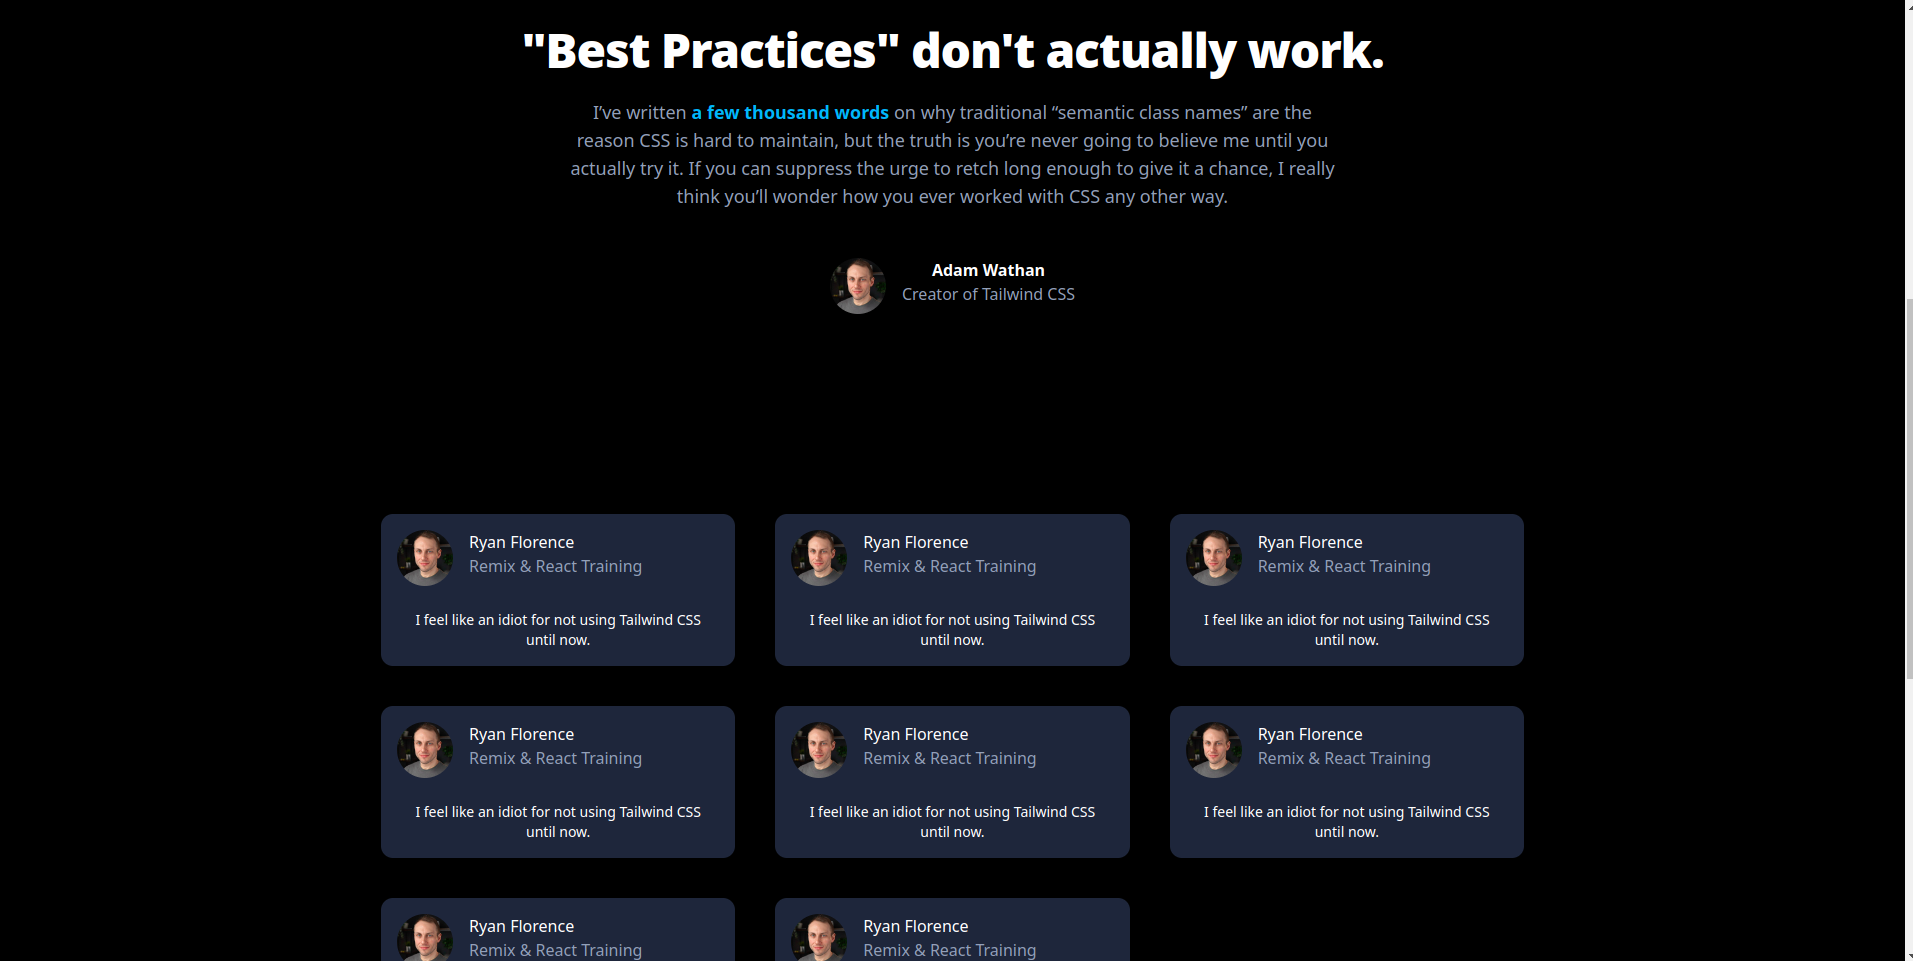 "Best Practices" don't actually work.
I’ve written a few thousand words on why traditional “semantic class names” are the
reason CSS is hard to maintain, but the truth is you’re never going to believe me until you
actually try it. If you can suppress the urge to retch long enough to give it a chance, I really
think you’ll wonder how you ever worked with CSS any other way.
Adam Wathan
Creator of Tailwind CSS
Ryan Florence
Remix & React Training
I feel like an idiot for not using Tailwind CSS
until now.
Ryan Florence
Remix & React Training
I feel like an idiot for not using Tailwind CSS
until now.
Ryan Florence
Remix & React Training
I feel like an idiot for not using Tailwind CSS
until now.
Ryan Florence
Remix & React Training
I feel like an idiot for not using Tailwind CSS
until now.
Ryan Florence
Remix & React Training
I feel like an idiot for not using Tailwind CSS
until now.
Ryan Florence
Remix & React Training
I feel like an idiot for not using Tailwind CSS
until now.
Ryan Florence
Remix & React Training
Ryan Florence
Remix & React Training